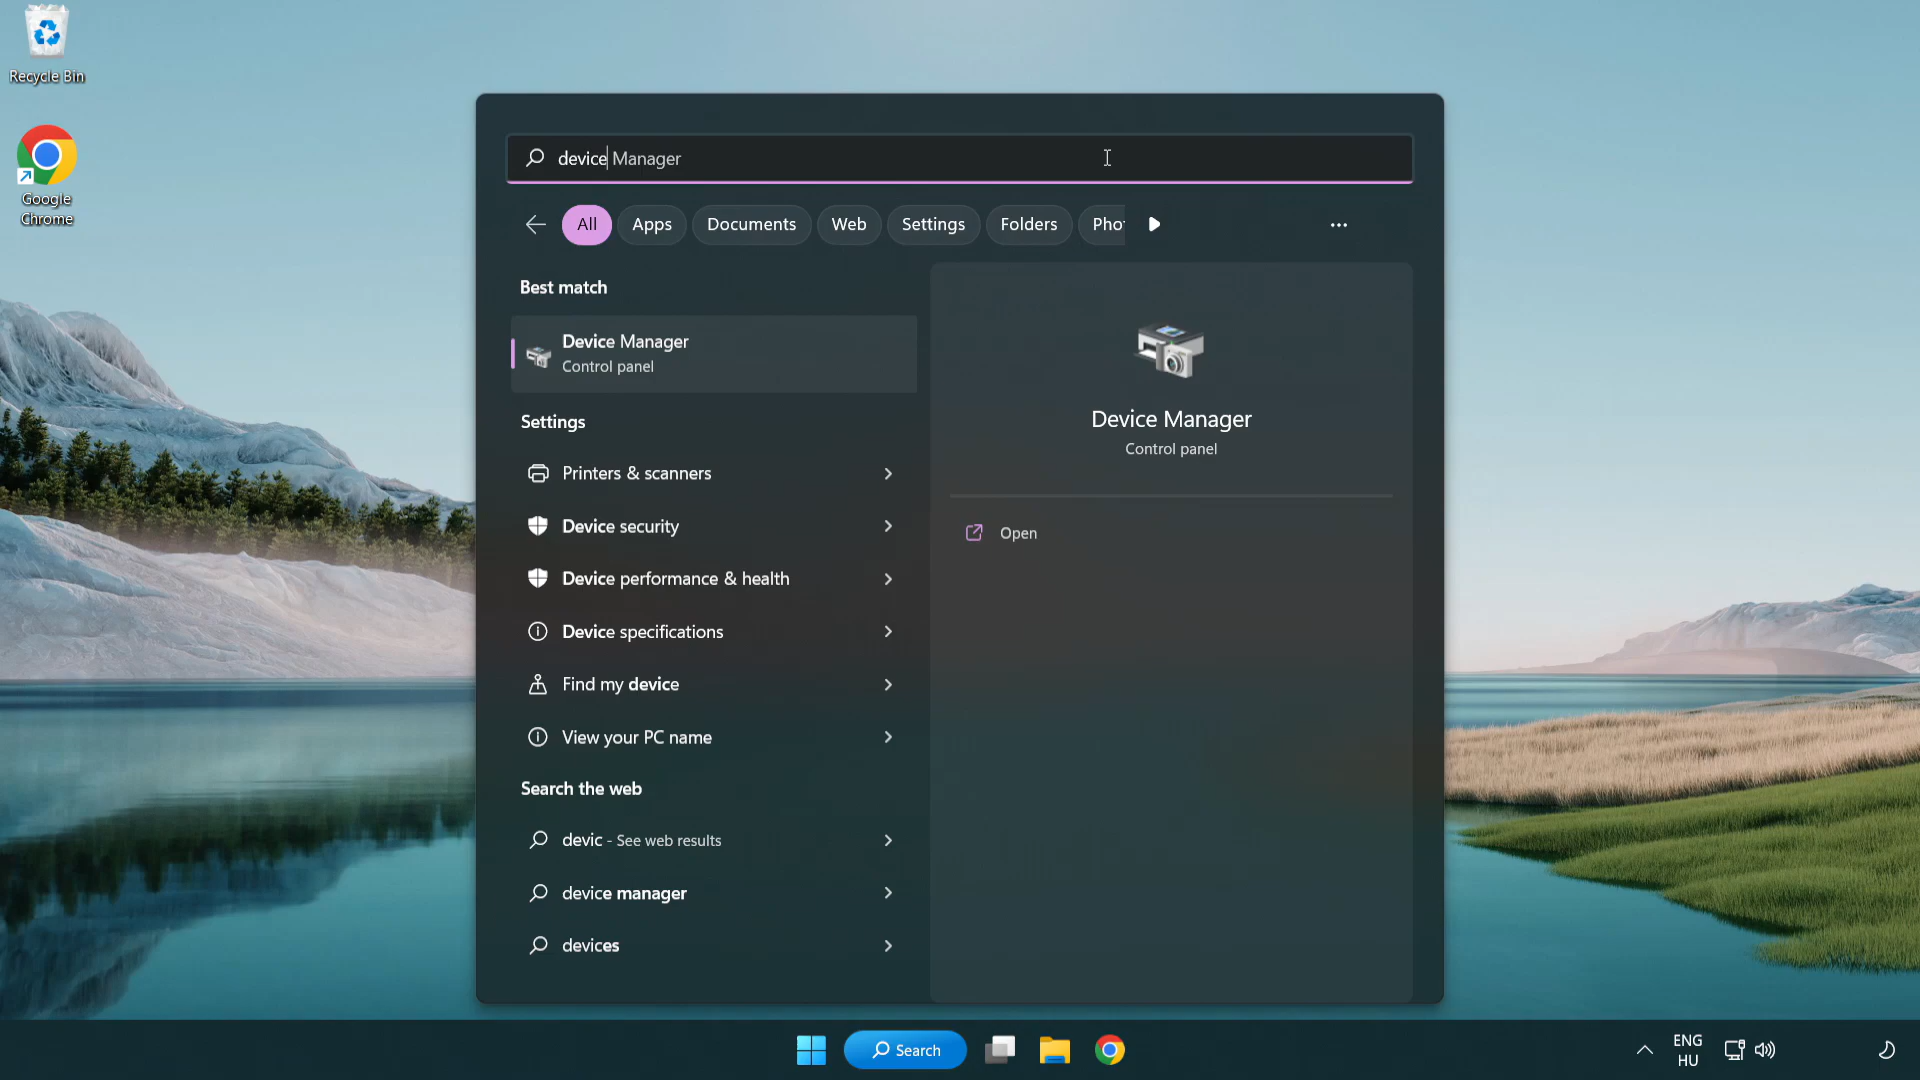 Recycle Bin
Google
Chrome
device Manager
All
Apps
Documents
Web
Settings
Folders
Pho
Best match
Device Manager
Control panel
Settings
Printers & scanners
Device security
Device performance & health
Device specifications
Find my device
View your PC name
Search the web
devic - See web results
device manager
devices
Device Manager
Control panel
Open
Search
ENG
HU